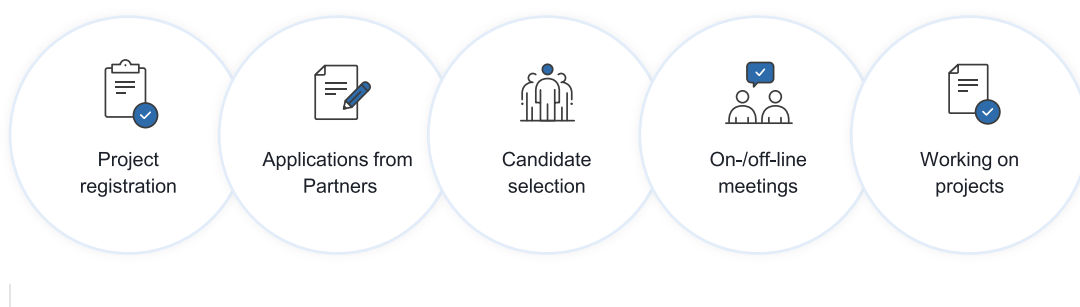 Project
registration
Applications from
Partners
Candidate
selection
On-/off-line
meetings
Working on
projects